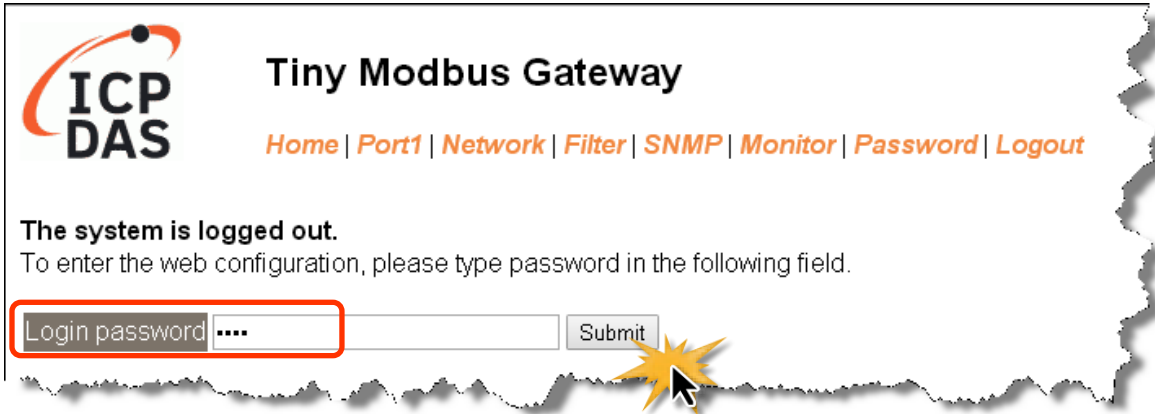 ICP
DAS
Tiny Modbus Gateway
Home | Port1 | Network | Filter | SNMP | Monitor | Password | Logout
The system is logged out.
To enter the web configuration, please type password in the following field.
Login password •••• Submit